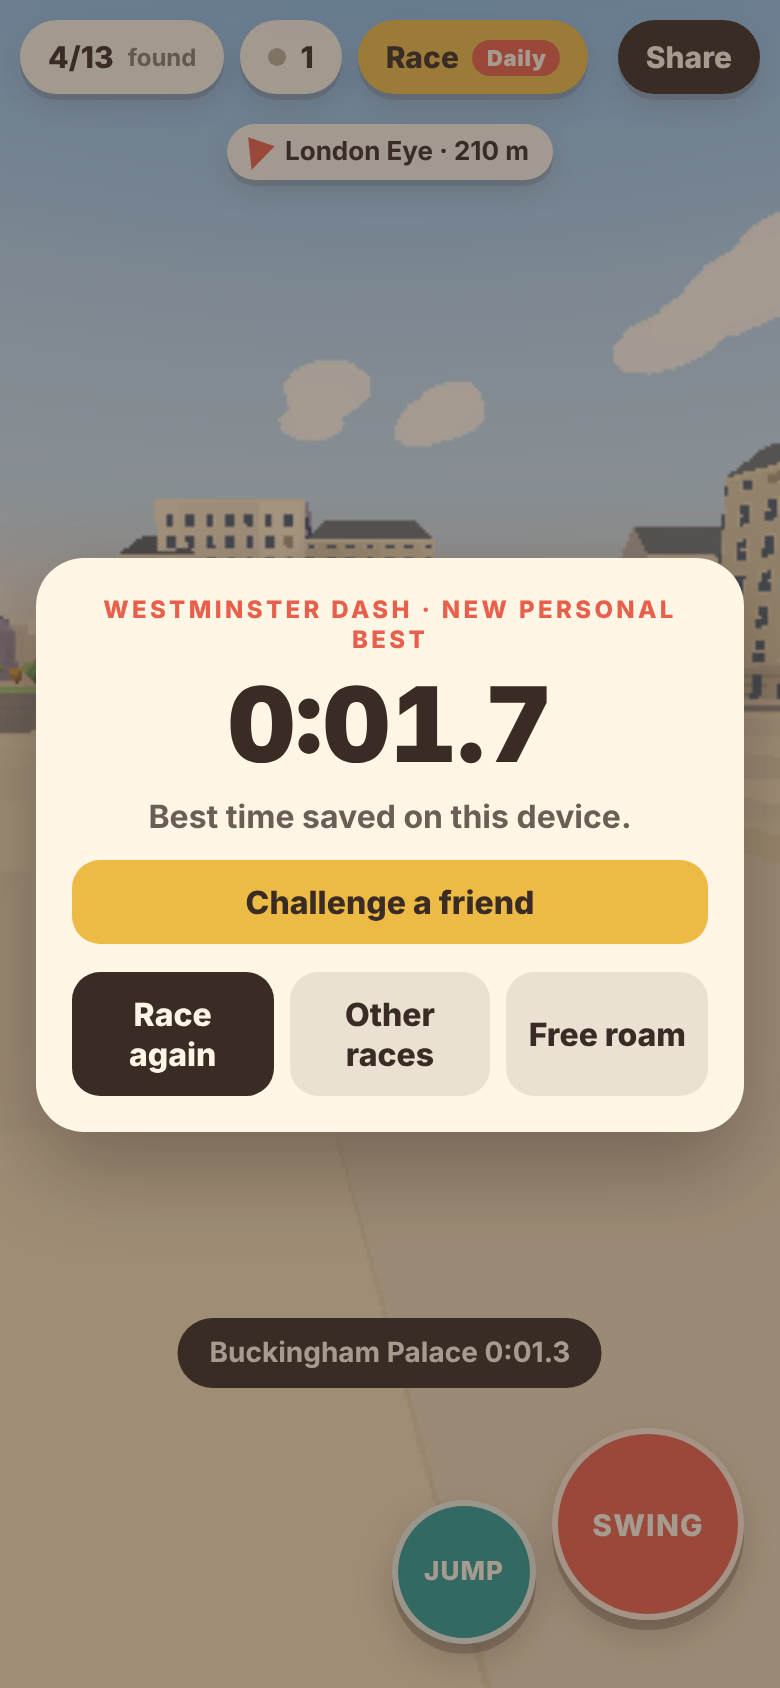 4/13 found
1
Race Daily
Share
London Eye · 210 m
WESTMINSTER DASH · NEW PERSONAL
BEST
0:01.7
Best time saved on this device.
Challenge a friend
Race
again
Other
races
Free roam
Buckingham Palace 0:01.3
SWING
JUMP